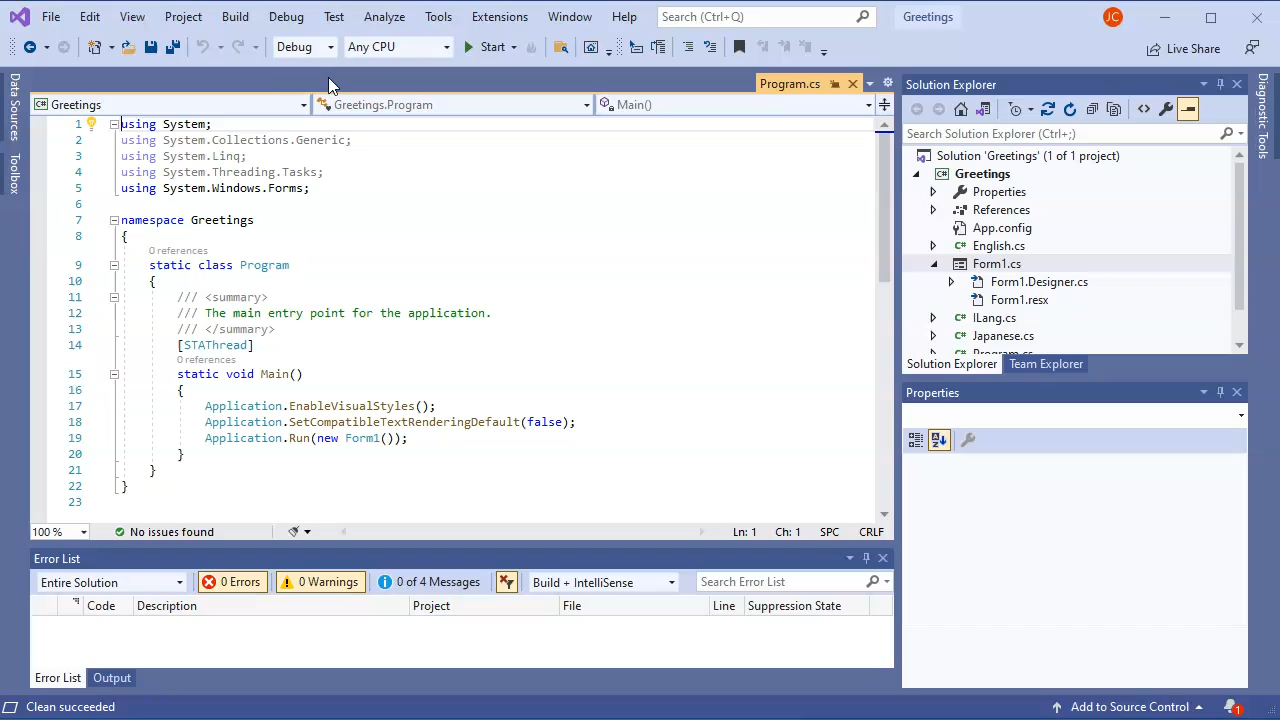 File Edit View Project Build Debug Test Analyze Tools Extensions Window Help Search (Ctrl+Q) Greetings JC
Debug Any CPU Start Live Share
Data Sources
Toolbox
Program.cs
Greetings Greetings.Program Main()
1 using System;
2 using System.Collections.Generic;
3 using System.Linq;
4 using System.Threading.Tasks;
5 using System.Windows.Forms;
6
7 namespace Greetings
8 {
0 references
9 static class Program
10 {
11 /// <summary>
12 /// The main entry point for the application.
13 /// </summary>
14 [STAThread]
0 references
15 static void Main()
16 {
17 Application.EnableVisualStyles();
18 Application.SetCompatibleTextRenderingDefault(false);
19 Application.Run(new Form1());
20 }
21 }
22 }
23
100 % No issues found Ln: 1 Ch: 1 SPC CRLF
Error List
Entire Solution 0 Errors 0 Warnings 0 of 4 Messages Build + IntelliSense Search Error List
Code Description Project File Line Suppression State
Error List Output
Solution Explorer
Search Solution Explorer (Ctrl+;)
Solution 'Greetings' (1 of 1 project)
Greetings
Properties
References
App.config
English.cs
Form1.cs
Form1.Designer.cs
Form1.resx
ILang.cs
Japanese.cs
Program.cs
Solution Explorer Team Explorer
Properties
Diagnostic Tools
Clean succeeded Add to Source Control 1